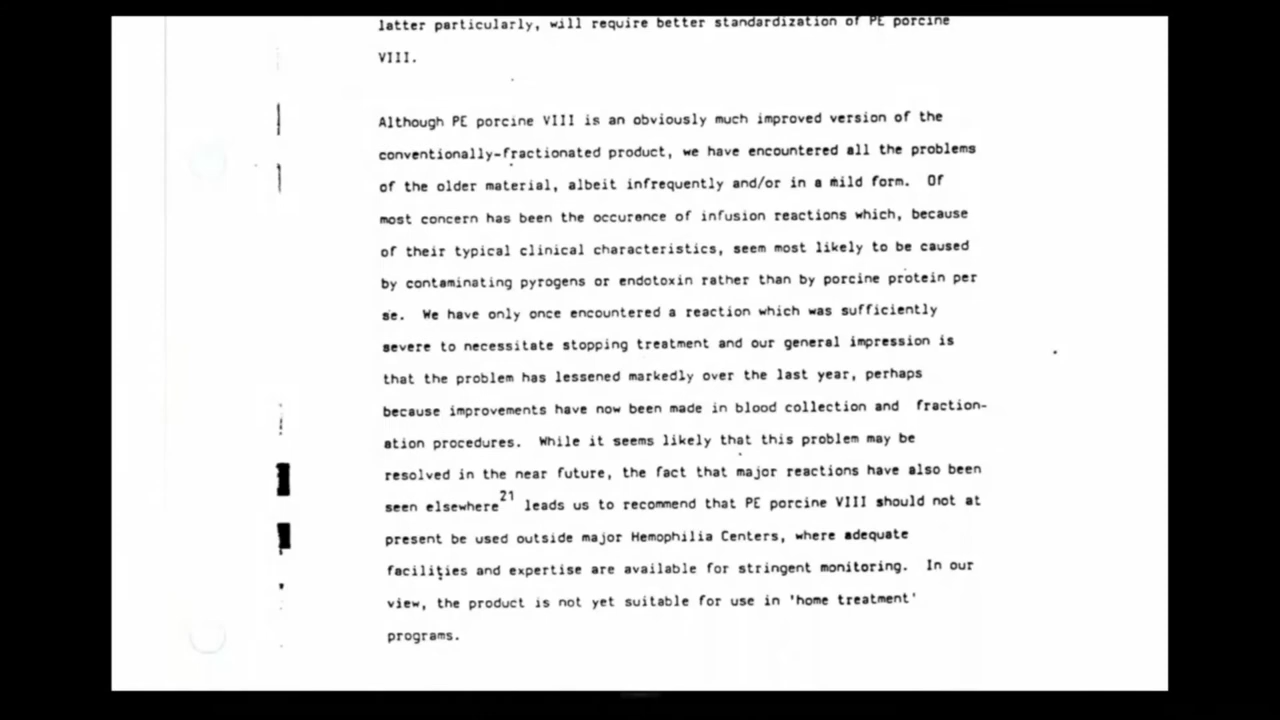 latter particularly, will require better standardization of PE porcine
VIII.
Although PE porcine VIII is an obviously much improved version of the
conventionally-fractionated product, we have encountered all the problems
of the older material, albeit infrequently and/or in a mild form. Of
most concern has been the occurence of infusion reactions which, because
of their typical clinical characteristics, seem most likely to be caused
by contaminating pyrogens or endotoxin rather than by porcine protein per
se. We have only once encountered a reaction which was sufficiently
severe to necessitate stopping treatment and our general impression is
that the problem has lessened markedly over the last year, perhaps
because improvements have now been made in blood collection and fraction-
ation procedures. While it seems likely that this problem may be
resolved in the near future, the fact that major reactions have also been
seen elsewhere21 leads us to recommend that PE porcine VIII should not at
present be used outside major Hemophilia Centers, where adequate
facilities and expertise are available for stringent monitoring. In our
view, the product is not yet suitable for use in 'home treatment'
programs.